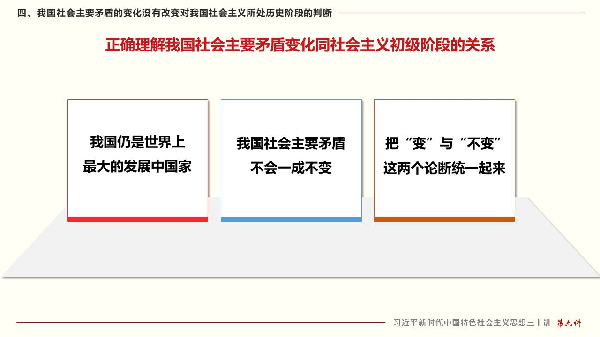 四、我国社会主要矛盾的变化没有改变对我国社会主义所处历史阶段的判断
正确理解我国社会主要矛盾变化同社会主义初级阶段的关系
我国仍是世界上
最大的发展中国家
我国社会主要矛盾
不会一成不变
把“变”与“不变”
这两个论断统一起来
习近平新时代中国特色社会主义思想三十讲 第六讲